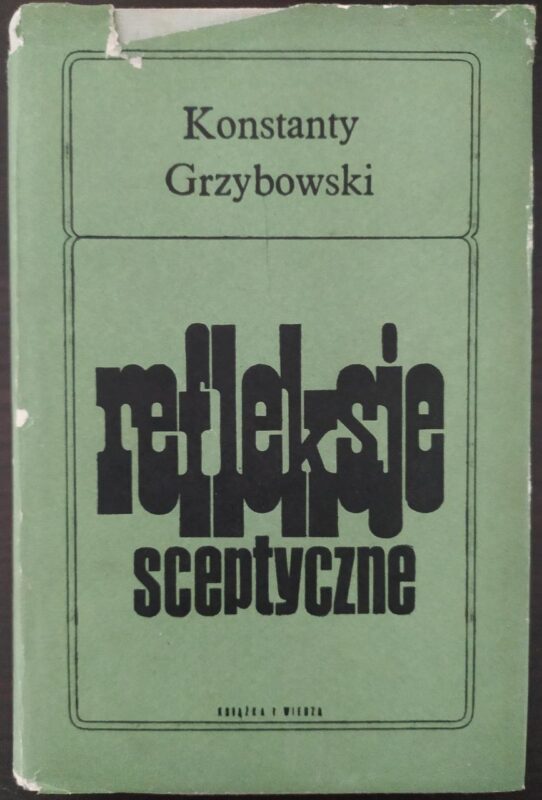 Konstanty
Grzybowski
refleksje
sceptyczne
KSIĄŻKA I WIEDZA